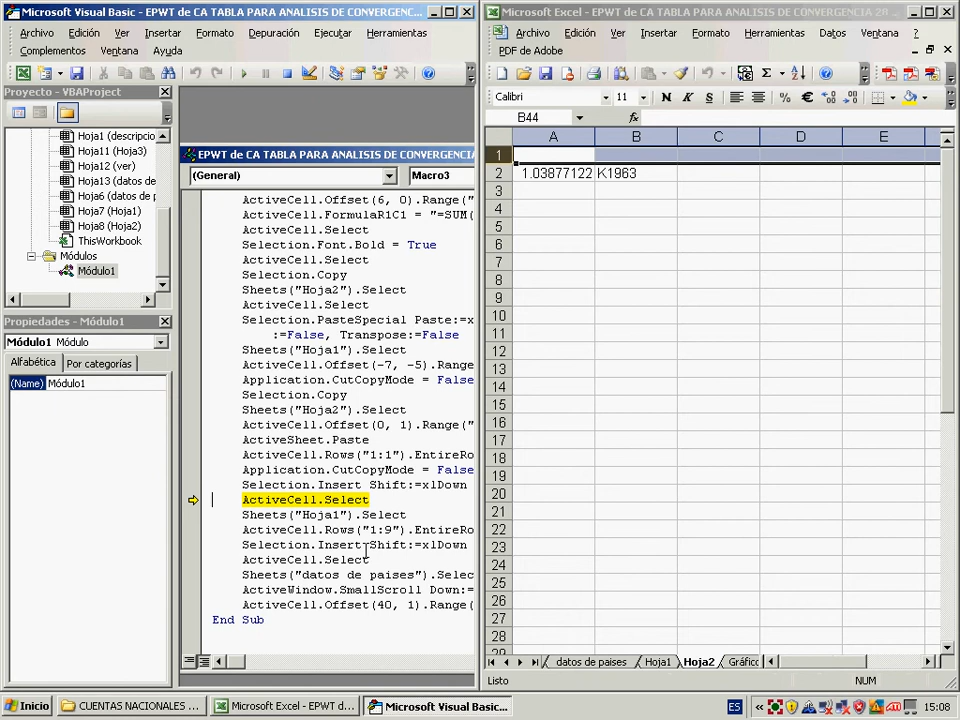 Microsoft Visual Basic - EPWT de CA TABLA PARA ANALISIS DE CONVERGENC...
Archivo Edición Ver Insertar Formato Depuración Ejecutar Herramientas
Complementos Ventana Ayuda
Proyecto - VBAProject
Hoja1 (descripcio
Hoja11 (Hoja3)
Hoja12 (ver)
Hoja13 (datos de
Hoja6 (datos de p
Hoja7 (Hoja1)
Hoja8 (Hoja2)
ThisWorkbook
Módulos
Módulo1
Propiedades - Módulo1
Módulo1 Módulo
Alfabética Por categorías
(Name) Módulo1
EPWT de CA TABLA PARA ANALISIS DE CONVERGENCIA
(General) Macro3
ActiveCell.Offset(6, 0).Range("
ActiveCell.FormulaR1C1 = "=SUM(
ActiveCell.Select
Selection.Font.Bold = True
ActiveCell.Select
Selection.Copy
Sheets("Hoja2").Select
ActiveCell.Select
Selection.PasteSpecial Paste:=x
:=False, Transpose:=False
Sheets("Hoja1").Select
ActiveCell.Offset(-7, -5).Range
Application.CutCopyMode = False
Selection.Copy
Sheets("Hoja2").Select
ActiveCell.Offset(0, 1).Range("
ActiveSheet.Paste
ActiveCell.Rows("1:1").EntireRo
Application.CutCopyMode = False
Selection.Insert Shift:=xlDown
ActiveCell.Select
Sheets("Hoja1").Select
ActiveCell.Rows("1:9").EntireRo
Selection.Insert Shift:=xlDown
ActiveCell.Select
Sheets("datos de paises").Selec
ActiveWindow.SmallScroll Down:=
ActiveCell.Offset(40, 1).Range(
End Sub
Microsoft Excel - EPWT de CA TABLA PARA ANALISIS DE CONVERGENCIA 28
Archivo Edición Ver Insertar Formato Herramientas Datos Ventana ?
PDF de Adobe
Calibri 11 N K S
B44 fx
A B C D E
1
2 1.03877122 K1963
3
4
5
6
7
8
9
10
11
12
13
14
15
16
17
18
19
20
21
22
23
24
25
26
27
28
29
datos de paises Hoja1 Hoja2 Gráfico
Listo NUM
Inicio CUENTAS NACIONALES ... Microsoft Excel - EPWT d... Microsoft Visual Basic... ES 15:08